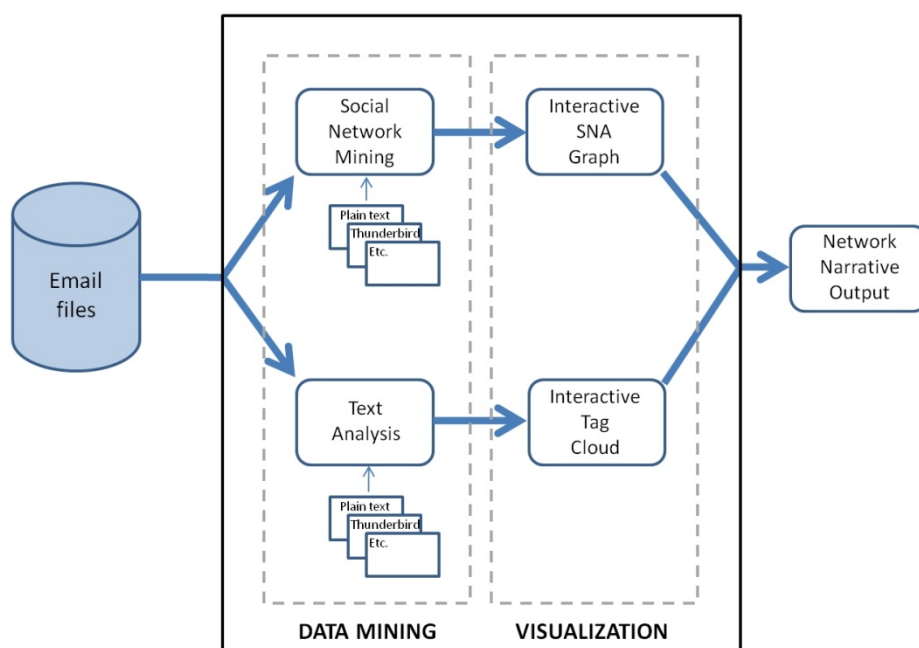 Email
files
Social
Network
Mining
Plain text
Thunderbird
Etc.
Text
Analysis
Plain text
Thunderbird
Etc.
DATA MINING
Interactive
SNA
Graph
Interactive
Tag
Cloud
VISUALIZATION
Network
Narrative
Output